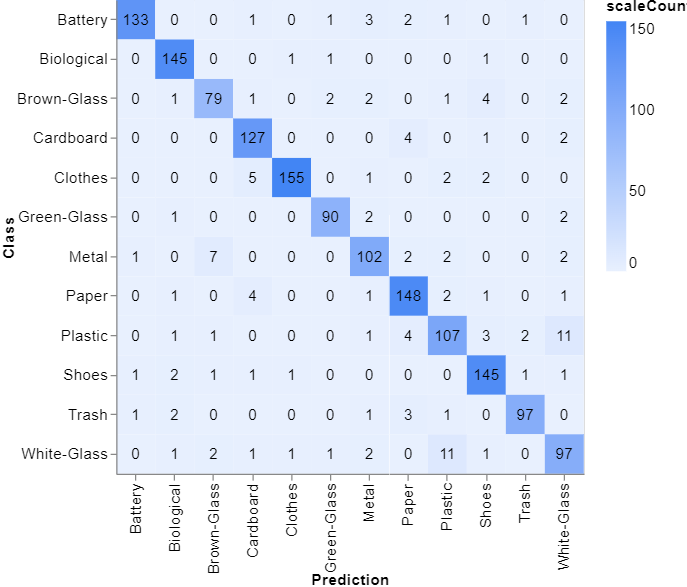 scaleCount
Battery 133 0 0 1 0 1 3 2 1 0 1 0
Biological 0 145 0 0 1 1 0 0 0 1 0 0
Brown-Glass 0 1 79 1 0 2 2 0 1 4 0 2
Cardboard 0 0 0 127 0 0 0 4 0 1 0 2
Clothes 0 0 0 5 155 0 1 0 2 2 0 0
Green-Glass 0 1 0 0 0 90 2 0 0 0 0 2
Metal 1 0 7 0 0 0 102 2 2 0 0 2
Paper 0 1 0 4 0 0 1 148 2 1 0 1
Plastic 0 1 1 0 0 0 1 4 107 3 2 11
Shoes 1 2 1 1 1 0 0 0 0 145 1 1
Trash 1 2 0 0 0 0 1 3 1 0 97 0
White-Glass 0 1 2 1 1 1 2 0 11 1 0 97
Class
Battery
Biological
Brown-Glass
Cardboard
Clothes
Green-Glass
Metal
Paper
Plastic
Shoes
Trash
White-Glass
Prediction
150
100
50
0